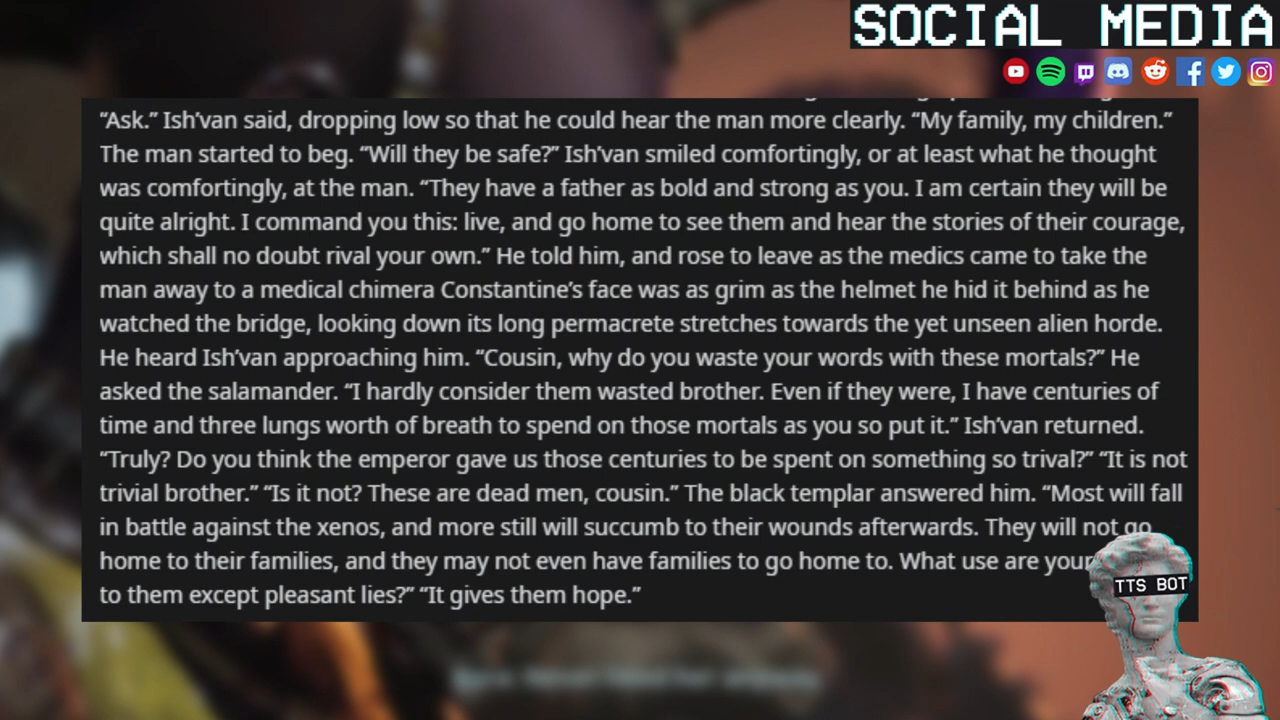 SOCIAL MEDIA
“Ask.” Ish’van said, dropping low so that he could hear the man more clearly. “My family, my children.”
The man started to beg. “Will they be safe?” Ish’van smiled comfortingly, or at least what he thought
was comfortingly, at the man. “They have a father as bold and strong as you. I am certain they will be
quite alright. I command you this: live, and go home to see them and hear the stories of their courage,
which shall no doubt rival your own.” He told him, and rose to leave as the medics came to take the
man away to a medical chimera Constantine’s face was as grim as the helmet he hid it behind as he
watched the bridge, looking down its long permacrete stretches towards the yet unseen alien horde.
He heard Ish’van approaching him. “Cousin, why do you waste your words with these mortals?” He
asked the salamander. “I hardly consider them wasted brother. Even if they were, I have centuries of
time and three lungs worth of breath to spend on those mortals as you so put it.” Ish’van returned.
“Truly? Do you think the emperor gave us those centuries to be spent on something so trival?” “It is not
trivial brother.” “Is it not? These are dead men, cousin.” The black templar answered him. “Most will fall
in battle against the xenos, and more still will succumb to their wounds afterwards. They will not go
home to their families, and they may not even have families to go home to. What use are your
to them except pleasant lies?” “It gives them hope.”
TTS BOT